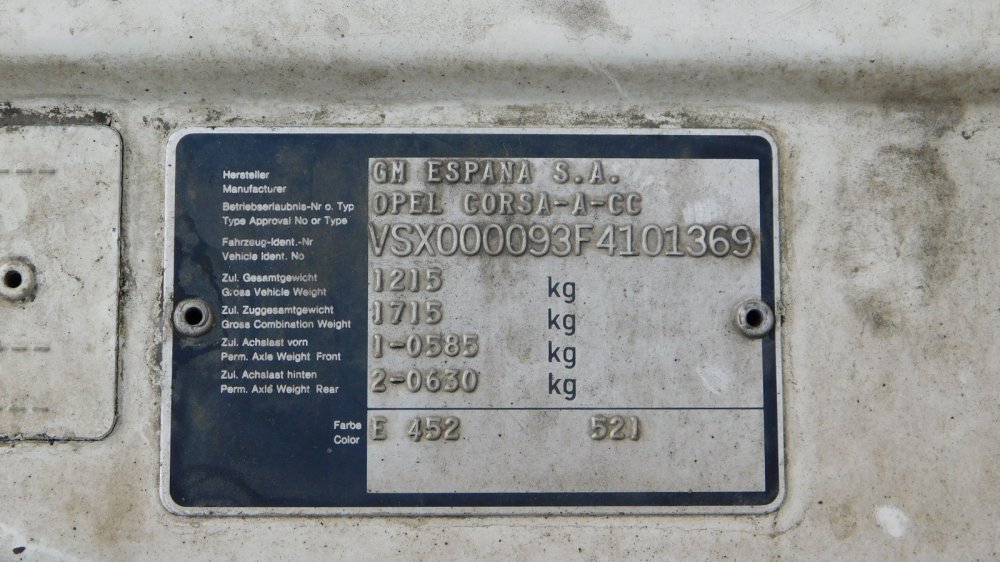 Hersteller
Manufacturer
GM ESPANA S.A.
Betriebserlaubnis-Nr o. Typ
Type Approval No or Type
OPEL CORSA-A-CC
Fahrzeug-Ident.-Nr
Vehicle Ident. No
VSX000093F4101369
Zul. Gesamtgewicht
Gross Vehicle Weight
1215 kg
Zul. Zuggesamtgewicht
Gross Combination Weight
1715 kg
Zul. Achslast vorn
Perm. Axle Weight Front
1-0585 kg
Zul. Achslast hinten
Perm. Axle Weight Rear
2-0630 kg
Farbe
Color
E 452 521